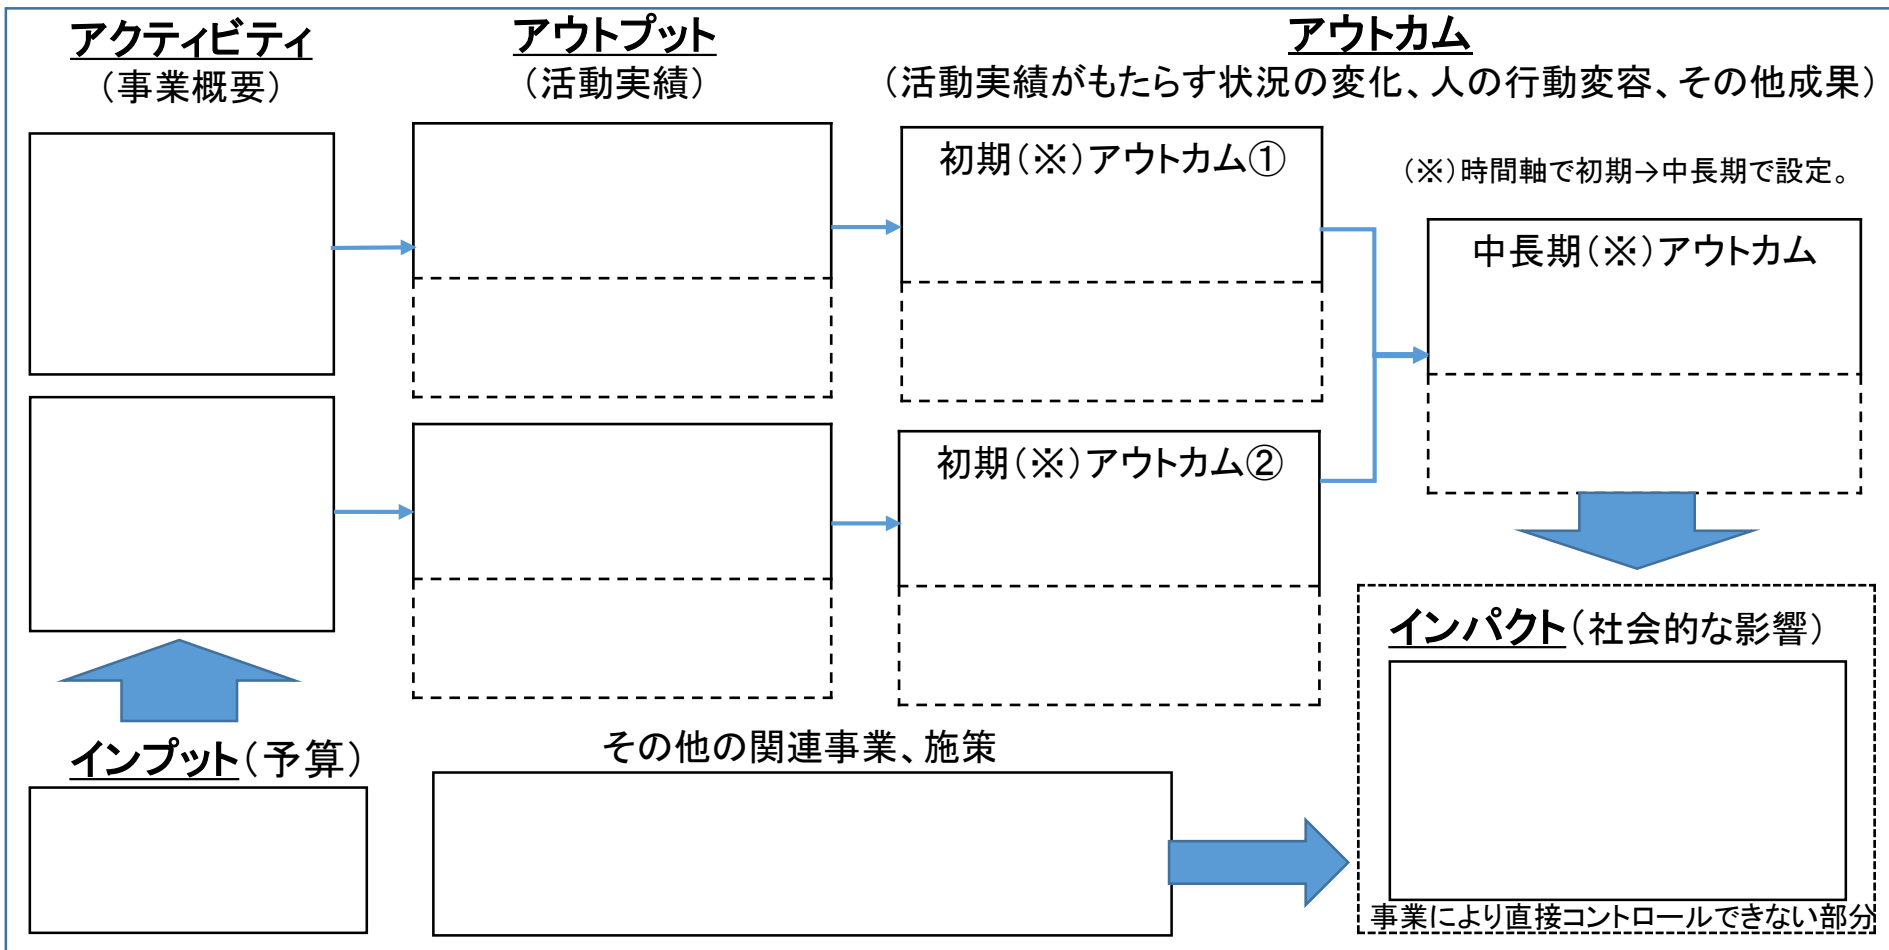 アクティビティ
（事業概要）
アウトプット
（活動実績）
アウトカム
（活動実績がもたらす状況の変化、人の行動変容、その他成果）
初期（※）アウトカム①
（※）時間軸で初期→中長期で設定。
中長期（※）アウトカム
初期（※）アウトカム②
インパクト（社会的な影響）
インプット（予算）
その他の関連事業、施策
事業により直接コントロールできない部分